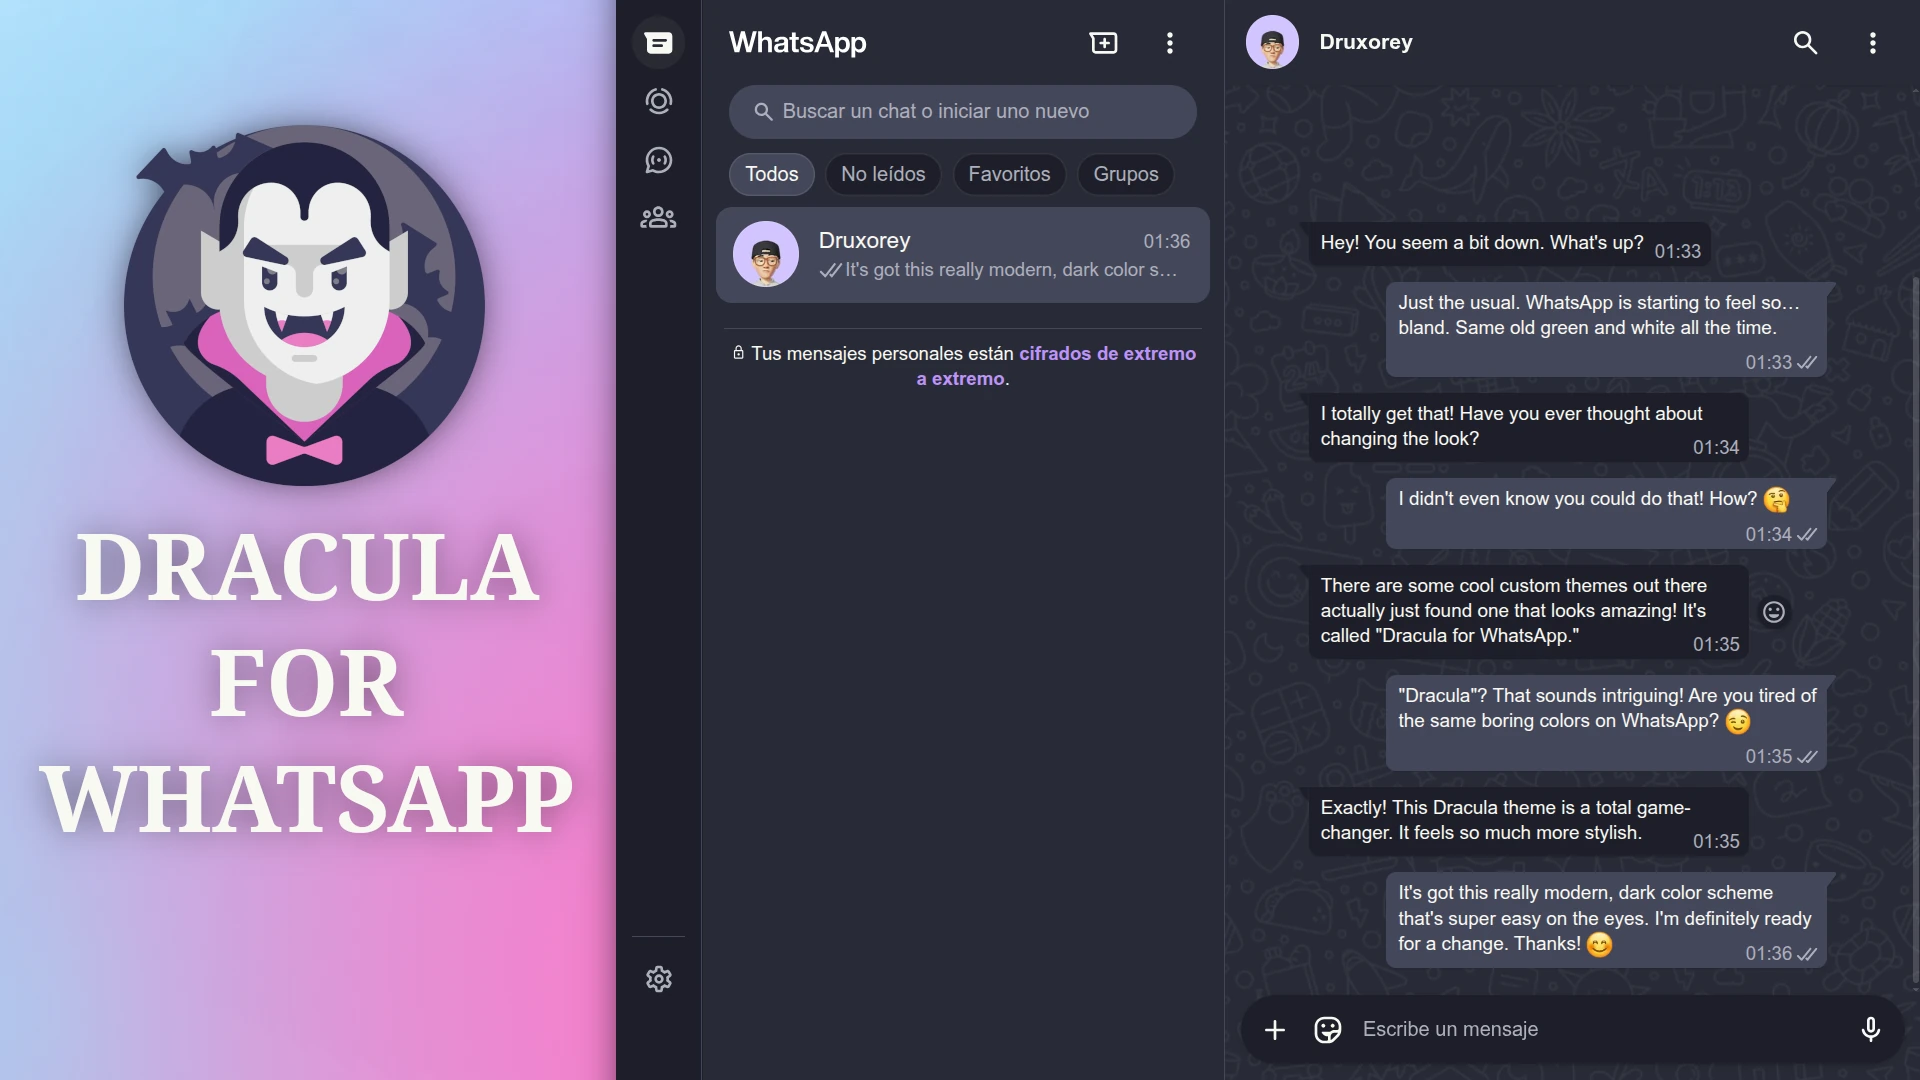 DRACULA
FOR
WHATSAPP
WhatsApp
Buscar un chat o iniciar uno nuevo
Todos
No leídos
Favoritos
Grupos
Druxorey
01:36
It's got this really modern, dark color s...
Tus mensajes personales están cifrados de extremo
a extremo.
Druxorey
Hey! You seem a bit down. What's up?
01:33
Just the usual. WhatsApp is starting to feel so...
bland. Same old green and white all the time.
01:33
I totally get that! Have you ever thought about
changing the look?
01:34
I didn't even know you could do that! How? 🤔
01:34
There are some cool custom themes out there
actually just found one that looks amazing! It's
called "Dracula for WhatsApp."
01:35
"Dracula"? That sounds intriguing! Are you tired of
the same boring colors on WhatsApp? 😉
01:35
Exactly! This Dracula theme is a total game-
changer. It feels so much more stylish.
01:35
It's got this really modern, dark color scheme
that's super easy on the eyes. I'm definitely ready
for a change. Thanks! 😊
01:36
Escribe un mensaje